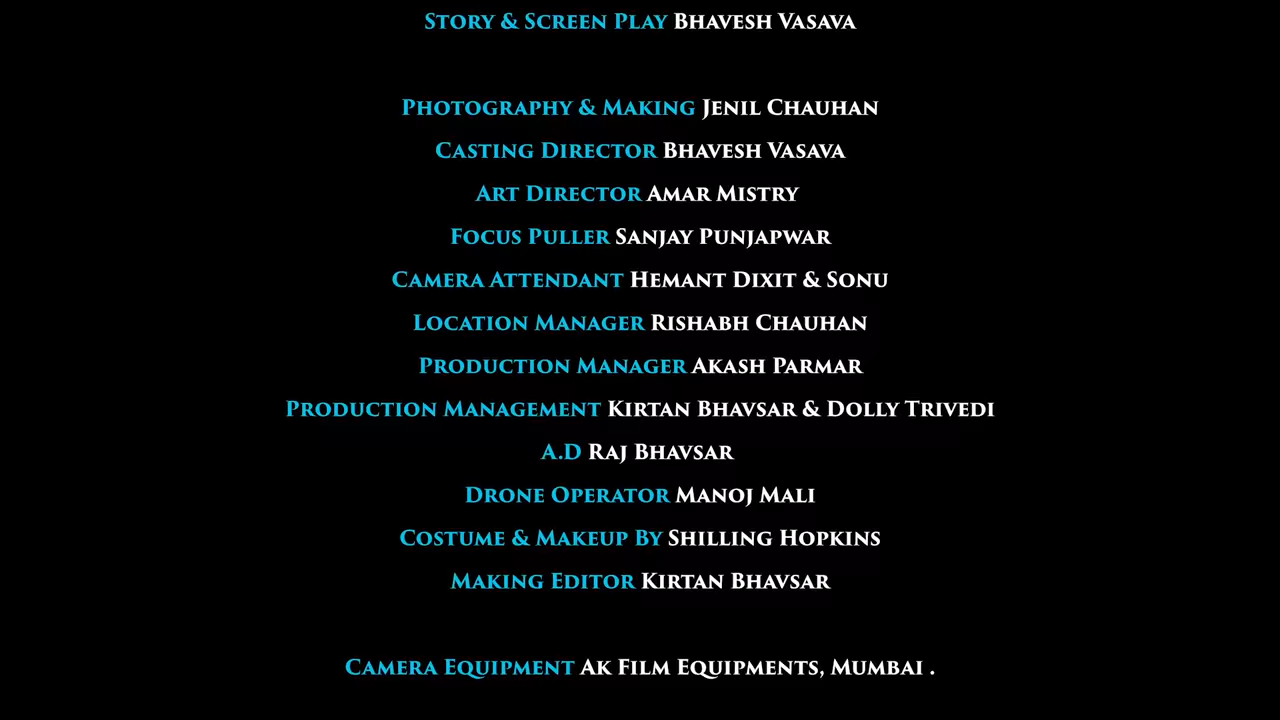 Story & Screen Play Bhavesh Vasava
Photography & Making Jenil Chauhan
Casting Director Bhavesh Vasava
Art Director Amar Mistry
Focus Puller Sanjay Punjapwar
Camera Attendant Hemant Dixit & Sonu
Location Manager Rishabh Chauhan
Production Manager Akash Parmar
Production Management Kirtan Bhavsar & Dolly Trivedi
A.D Raj Bhavsar
Drone Operator Manoj Mali
Costume & Makeup By Shilling Hopkins
Making Editor Kirtan Bhavsar
Camera Equipment Ak Film Equipments, Mumbai .